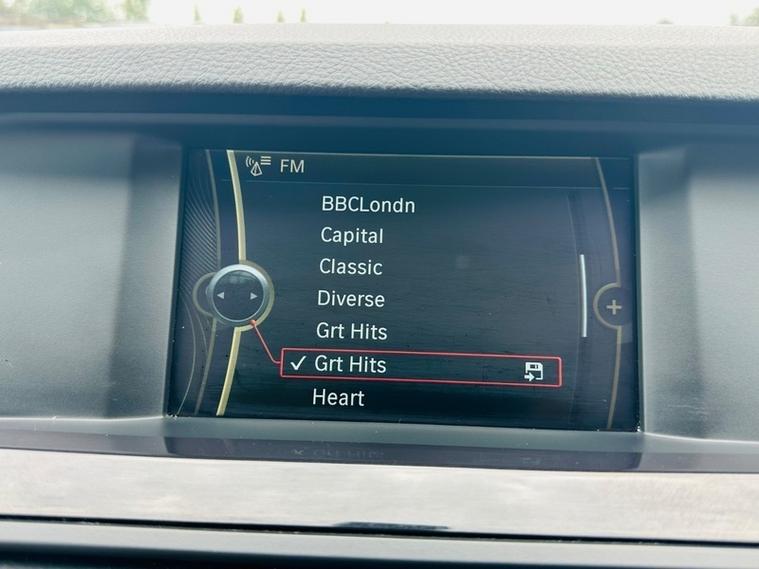 FM
BBCLondn
Capital
Classic
Diverse
Grt Hits
✓ Grt Hits
Heart